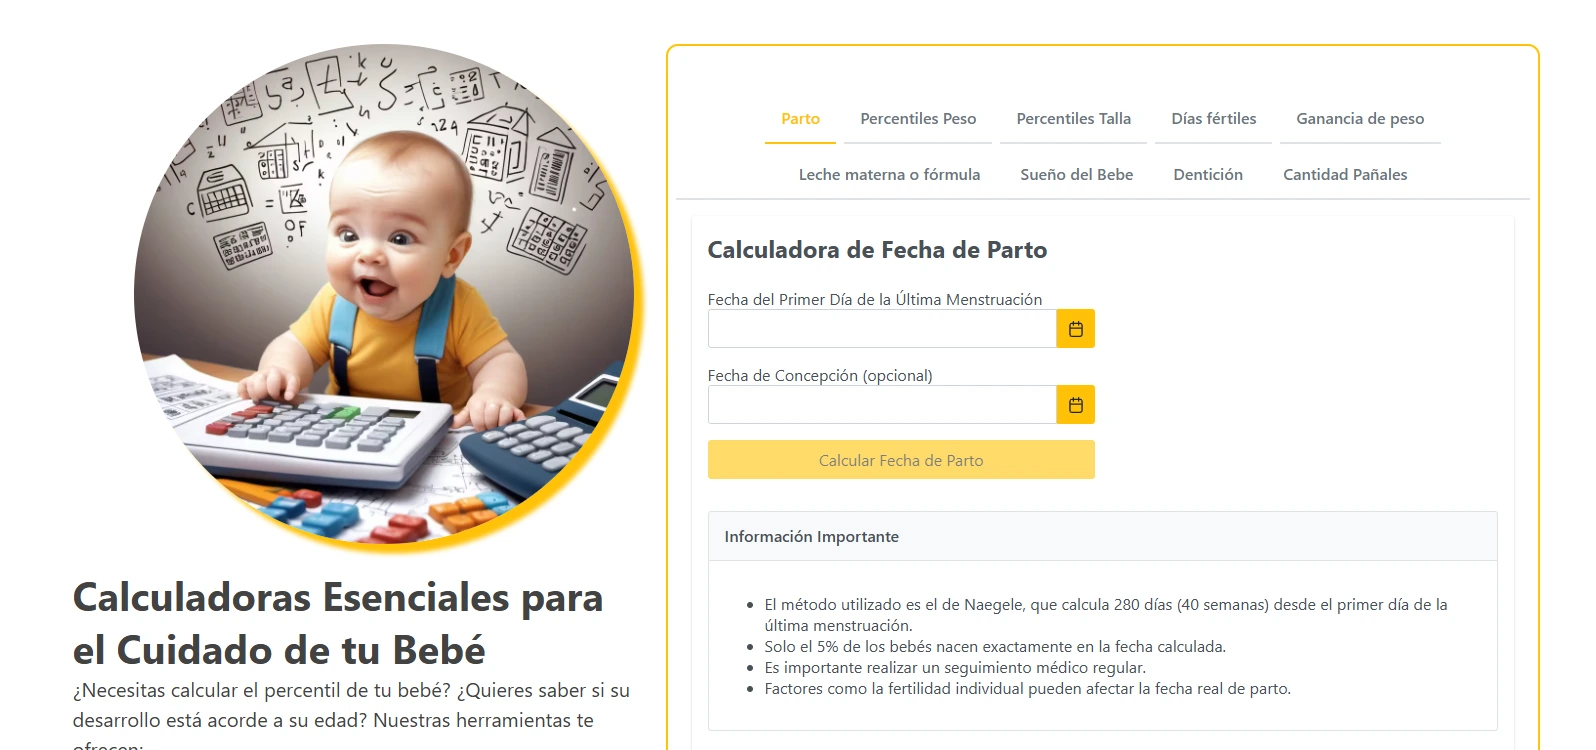 Parto
Percentiles Peso
Percentiles Talla
Días fértiles
Ganancia de peso
Leche materna o fórmula
Sueño del Bebe
Dentición
Cantidad Pañales
Calculadora de Fecha de Parto
Fecha del Primer Día de la Última Menstruación
Fecha de Concepción (opcional)
Calcular Fecha de Parto
Información Importante
El método utilizado es el de Naegele, que calcula 280 días (40 semanas) desde el primer día de la
última menstruación.
Solo el 5% de los bebés nacen exactamente en la fecha calculada.
Es importante realizar un seguimiento médico regular.
Factores como la fertilidad individual pueden afectar la fecha real de parto.
Calculadoras Esenciales para
el Cuidado de tu Bebé
¿Necesitas calcular el percentil de tu bebé? ¿Quieres saber si su
desarrollo está acorde a su edad? Nuestras herramientas te
ofrecen: